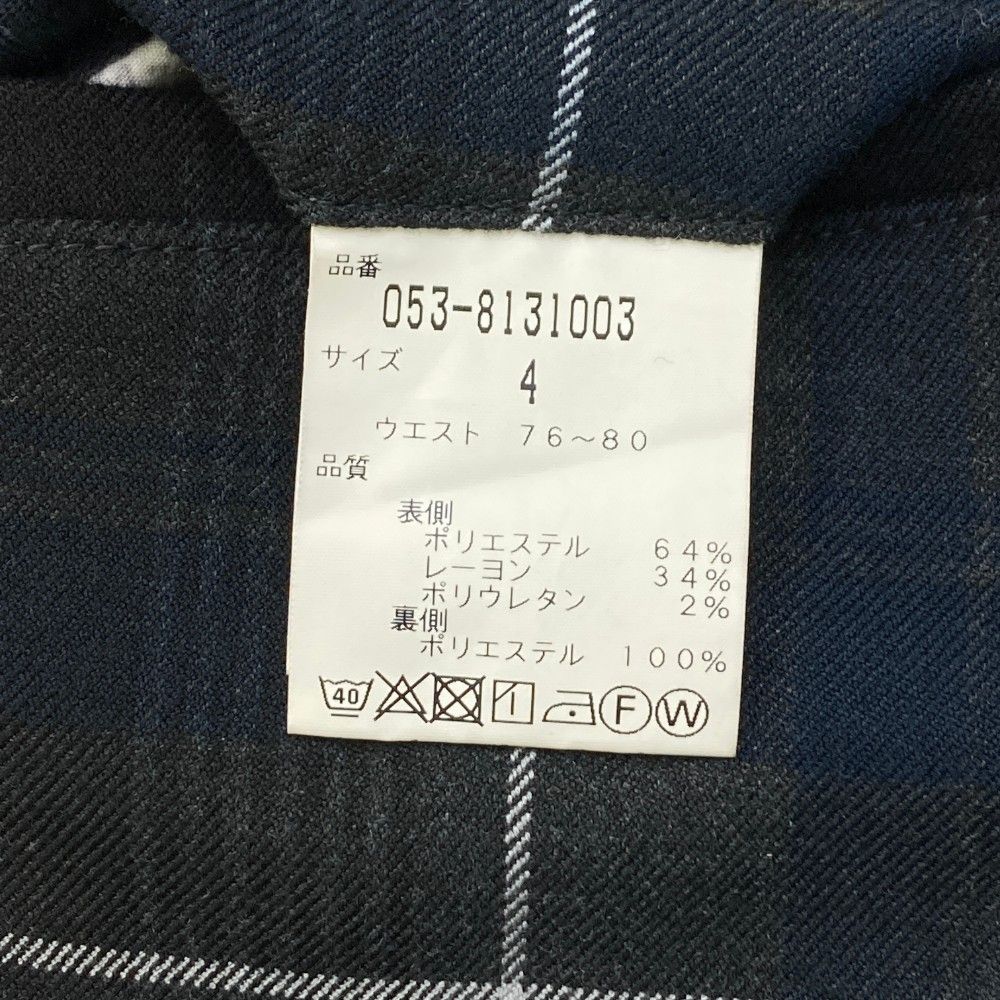 品番
053-8131003
サイズ
4
ウエスト 76～80
品質
表側
ポリエステル 64%
レーヨン 34%
ポリウレタン 2%
裏側
ポリエステル 100%
40 F W